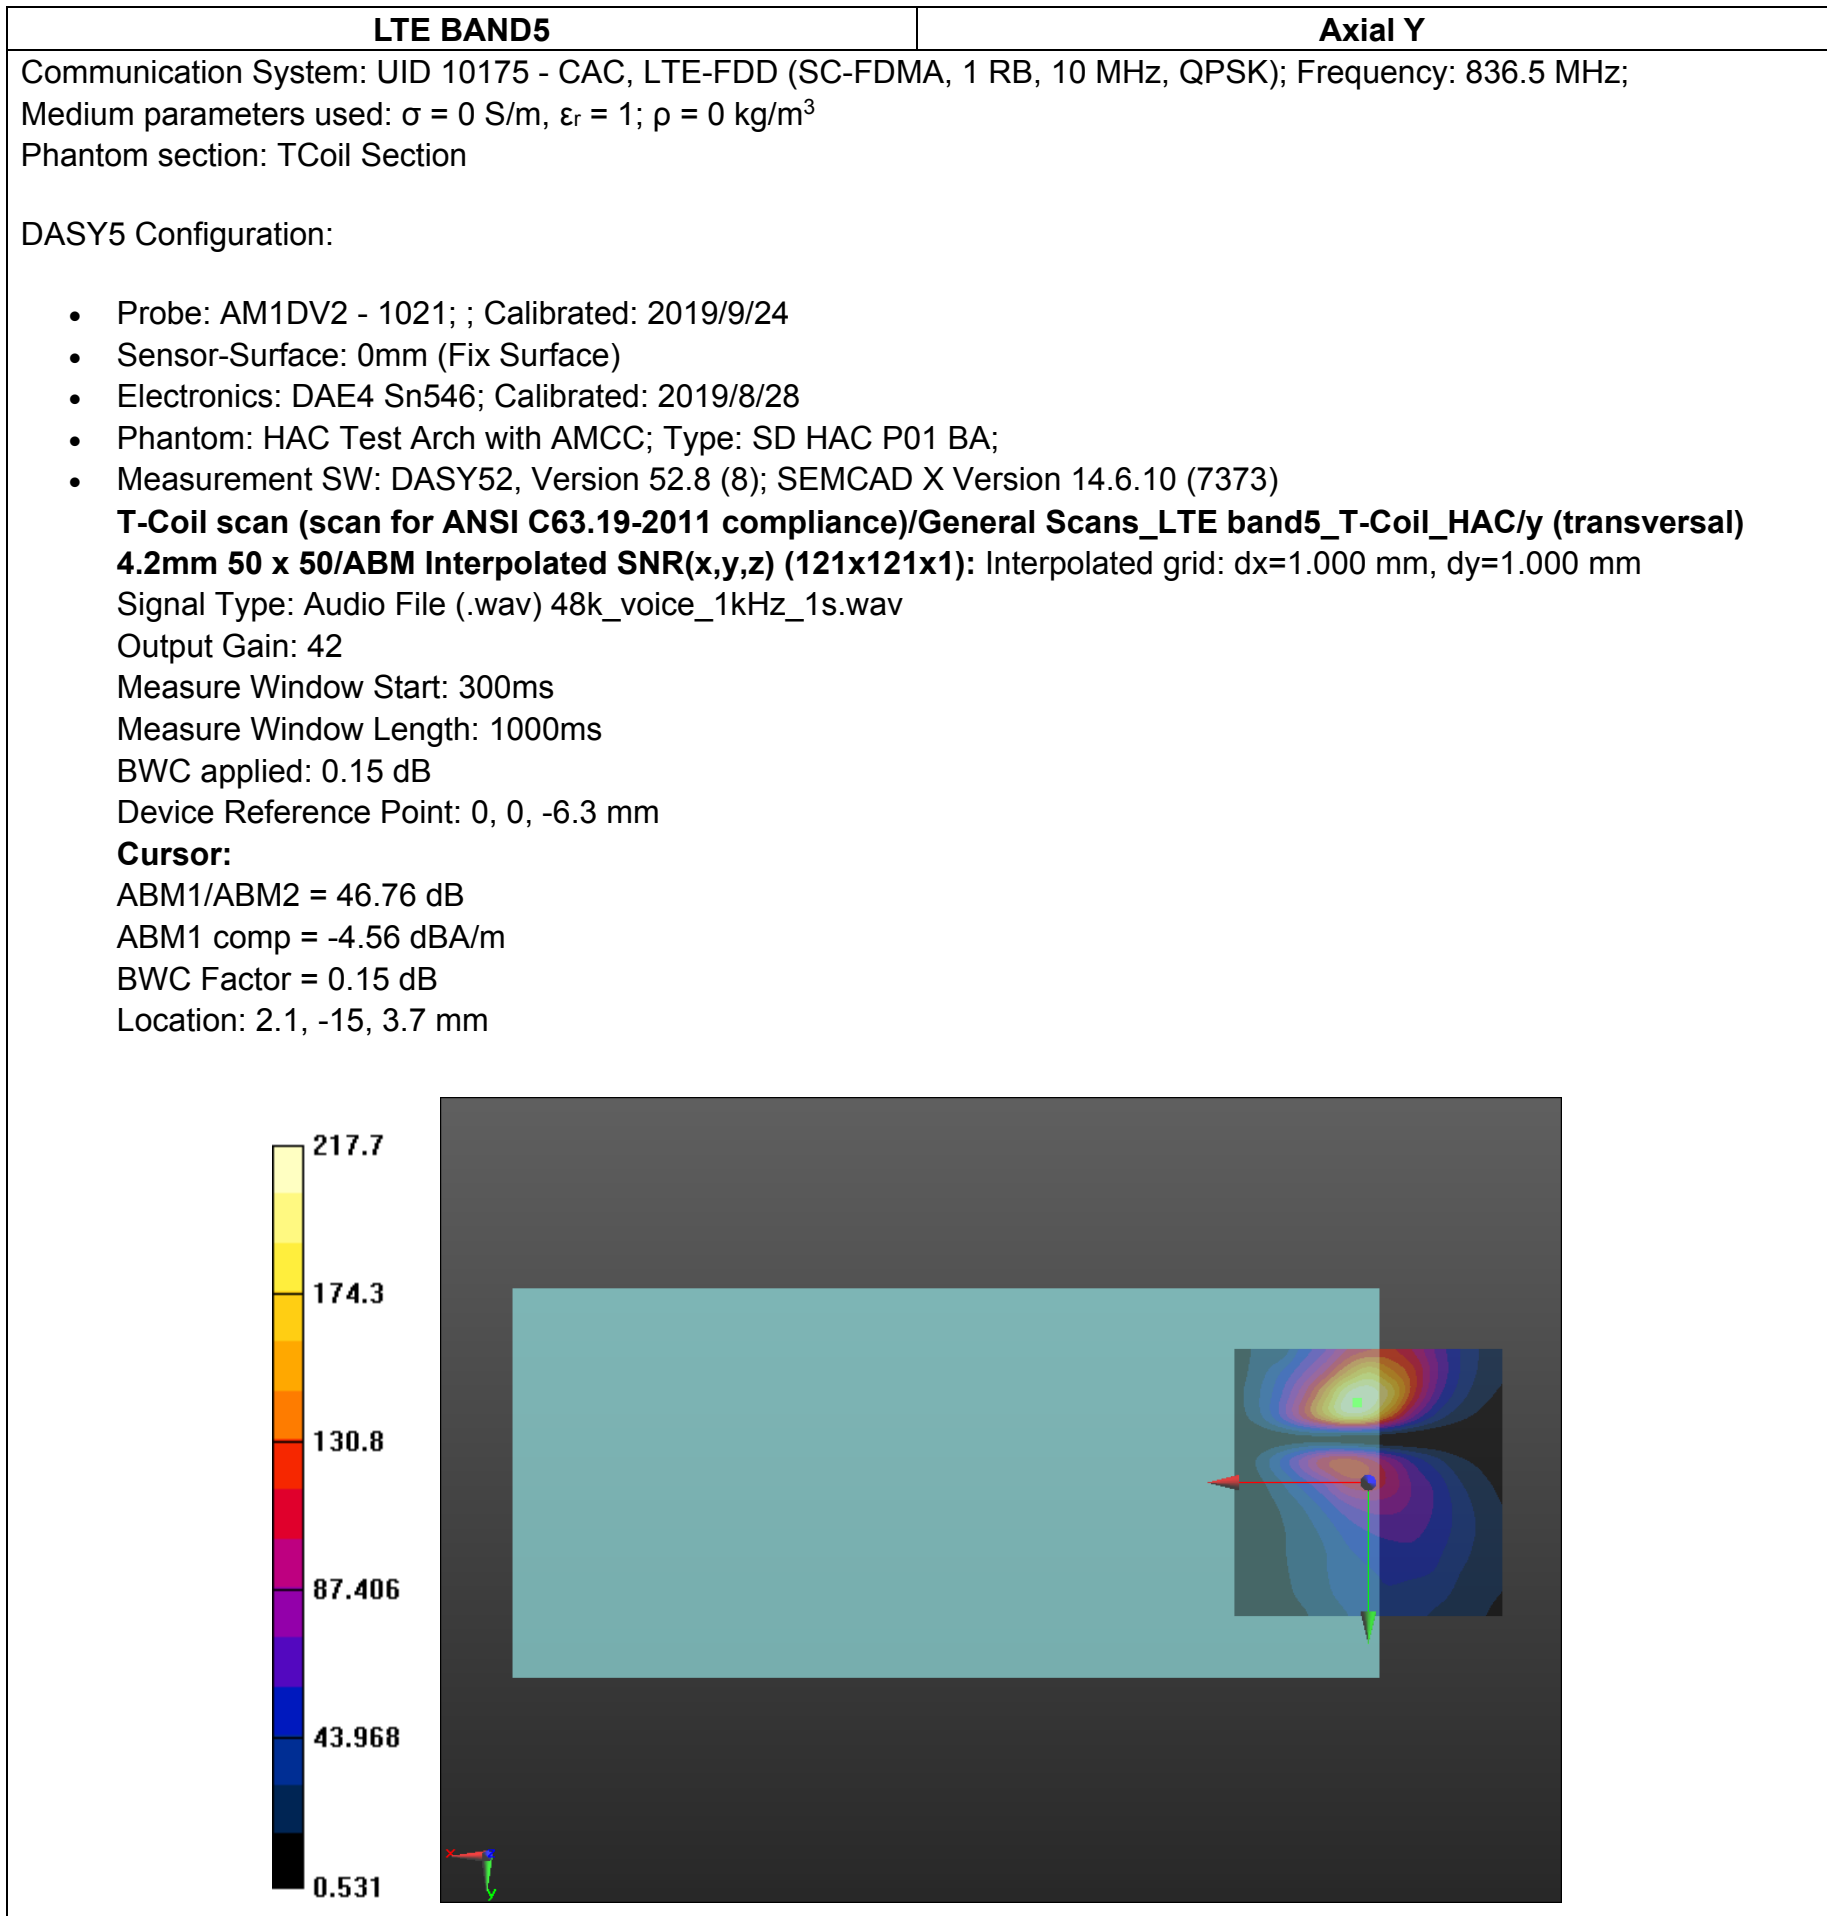 LTE BAND5
Axial Y
Communication System: UID 10175 - CAC, LTE-FDD (SC-FDMA, 1 RB, 10 MHz, QPSK); Frequency: 836.5 MHz;
Medium parameters used: σ = 0 S/m, εr = 1; ρ = 0 kg/m³
Phantom section: TCoil Section
DASY5 Configuration:
• Probe: AM1DV2 - 1021; ; Calibrated: 2019/9/24
• Sensor-Surface: 0mm (Fix Surface)
• Electronics: DAE4 Sn546; Calibrated: 2019/8/28
• Phantom: HAC Test Arch with AMCC; Type: SD HAC P01 BA;
• Measurement SW: DASY52, Version 52.8 (8); SEMCAD X Version 14.6.10 (7373)
T-Coil scan (scan for ANSI C63.19-2011 compliance)/General Scans_LTE band5_T-Coil_HAC/y (transversal)
4.2mm 50 x 50/ABM Interpolated SNR(x,y,z) (121x121x1): Interpolated grid: dx=1.000 mm, dy=1.000 mm
Signal Type: Audio File (.wav) 48k_voice_1kHz_1s.wav
Output Gain: 42
Measure Window Start: 300ms
Measure Window Length: 1000ms
BWC applied: 0.15 dB
Device Reference Point: 0, 0, -6.3 mm
Cursor:
ABM1/ABM2 = 46.76 dB
ABM1 comp = -4.56 dBA/m
BWC Factor = 0.15 dB
Location: 2.1, -15, 3.7 mm
217.7
174.3
130.8
87.406
43.968
0.531
x
z
y